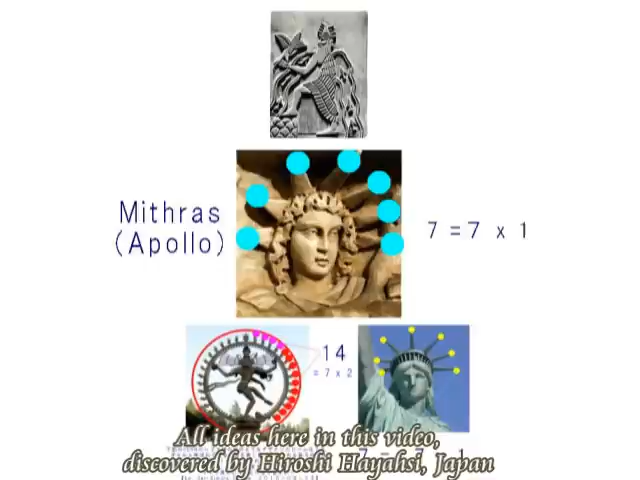 Mithras
(Apollo)
7 = 7 x 1
14
= 7 x 2
All ideas here in this video,
discovered by Hiroshi Hayahsi, Japan